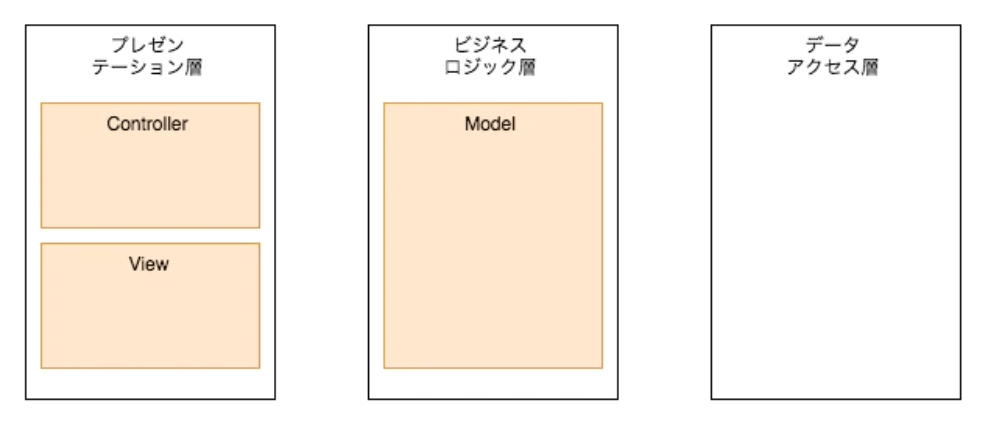 プレゼン
テーション層
Controller
View
ビジネス
ロジック層
Model
データ
アクセス層